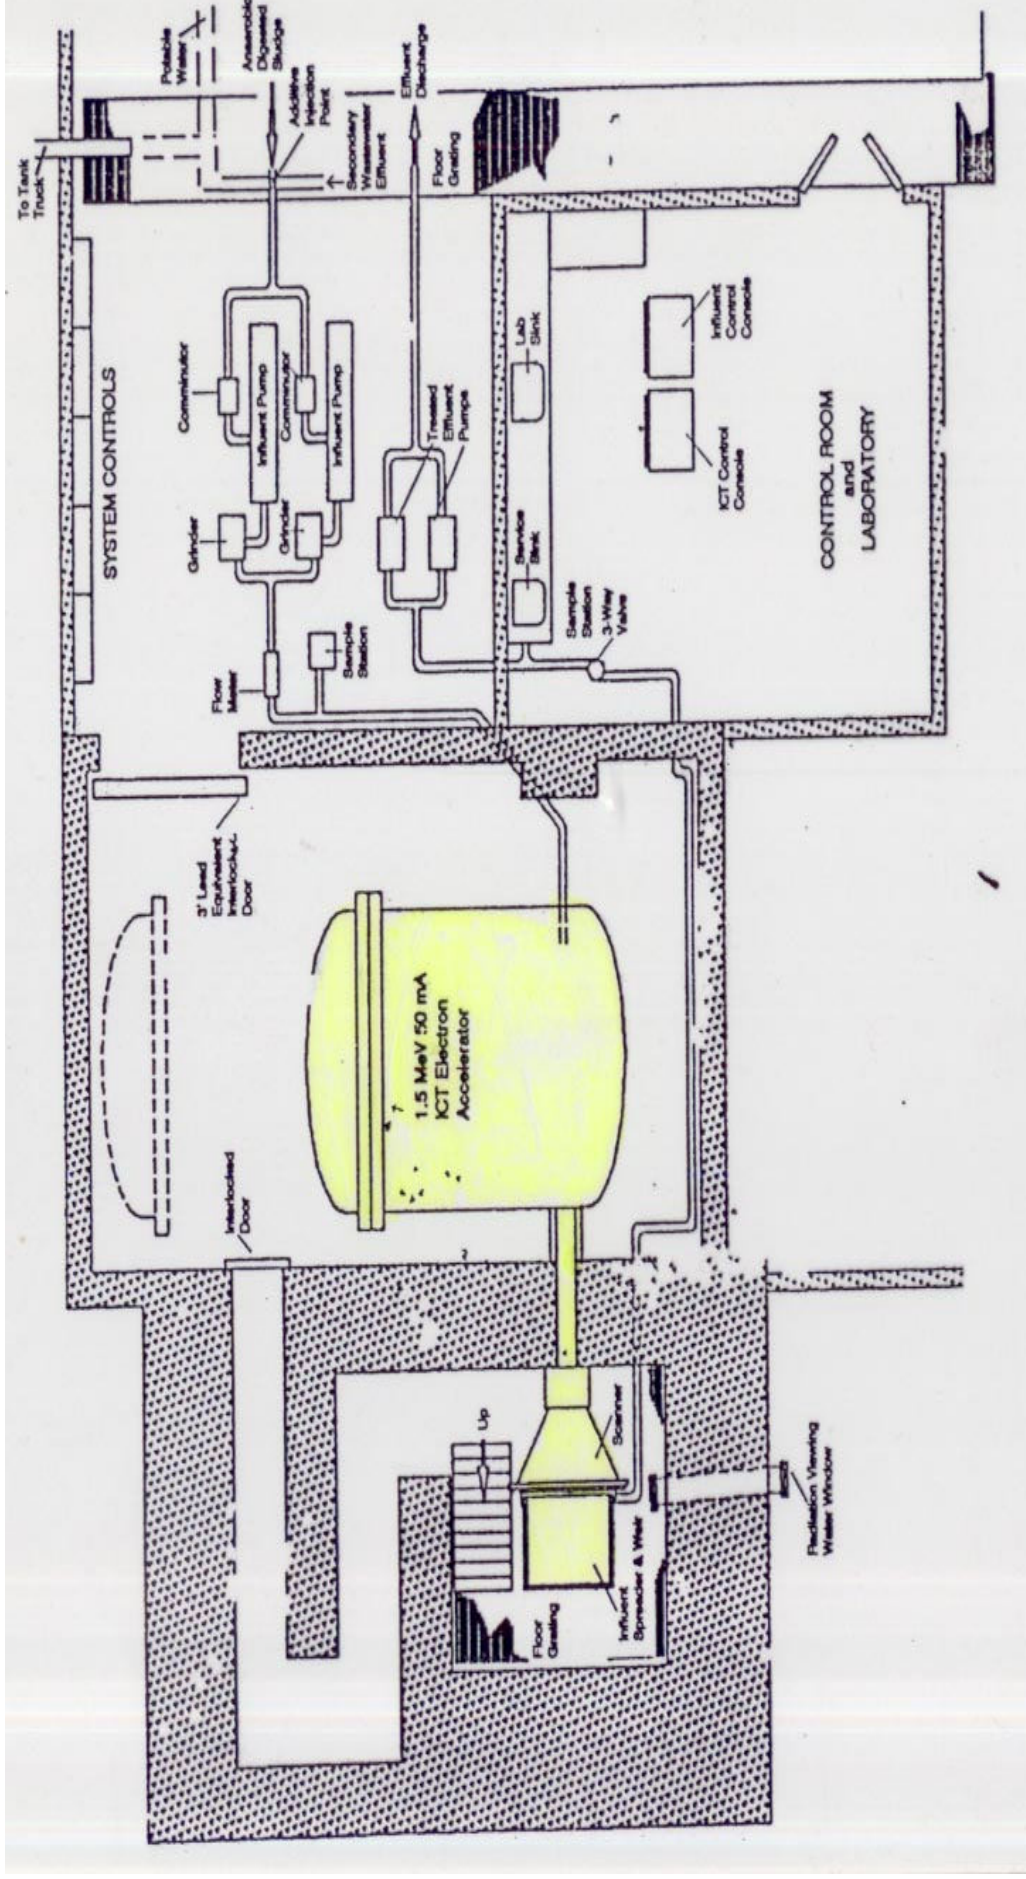 To Tank
Truck
Potable
Water
Anaerobic
Digested
Sludge
Additive
Injection
Point
Secondary
Wastewater
Effluent
Effluent
Discharge
Floor
Grating
SYSTEM CONTROLS
Comminutor
Influent Pump
Comminutor
Influent Pump
Grinder
Grinder
Treated
Effluent
Pumps
Flow
Meter
Sample
Station
Lab
Sink
Service
Sink
Sample
Station
3-Way
Valve
Influent
Control
Console
ICT Control
Console
CONTROL ROOM
and
LABORATORY
3' Lead
Equivalent
Interlocked
Door
1.5 MeV 50 mA
ICT Electron
Accelerator
Interlocked
Door
Up
Scanner
Floor
Grating
Influent
Spreader & Weir
Radiation Viewing
Water Window